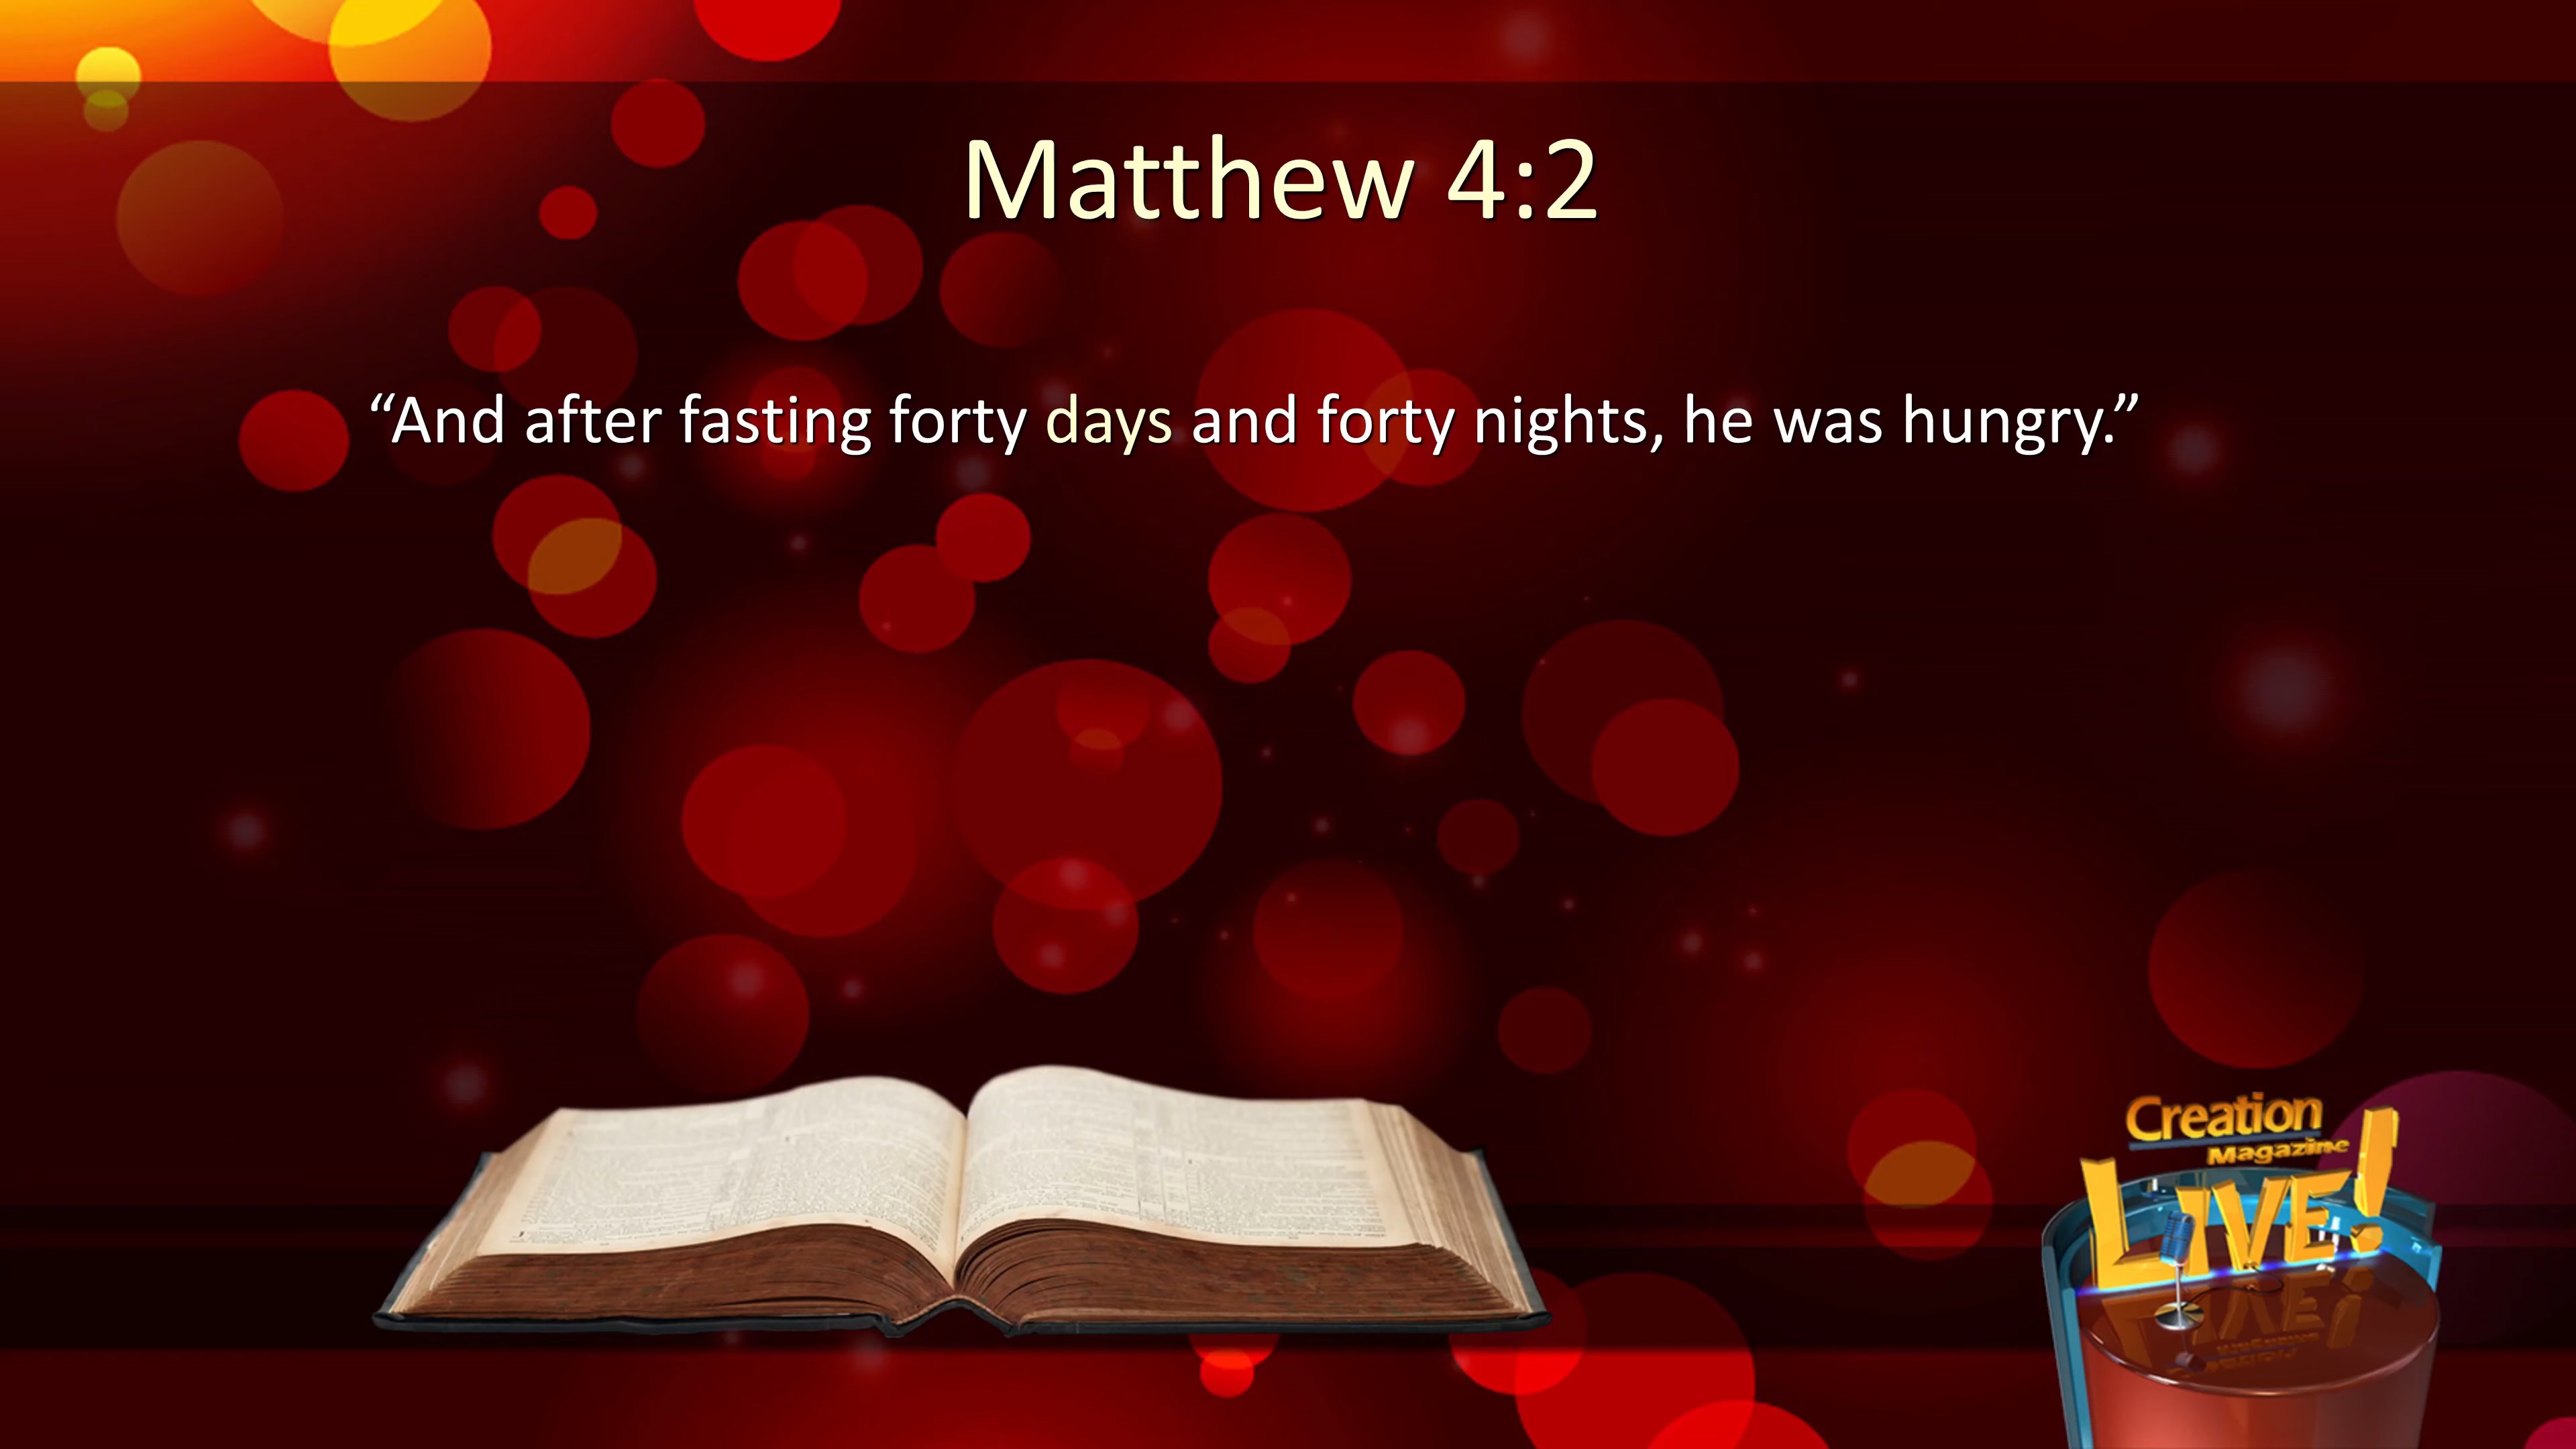 Matthew 4:2
“And after fasting forty days and forty nights, he was hungry.”
Creation
Magazine
LIVE!